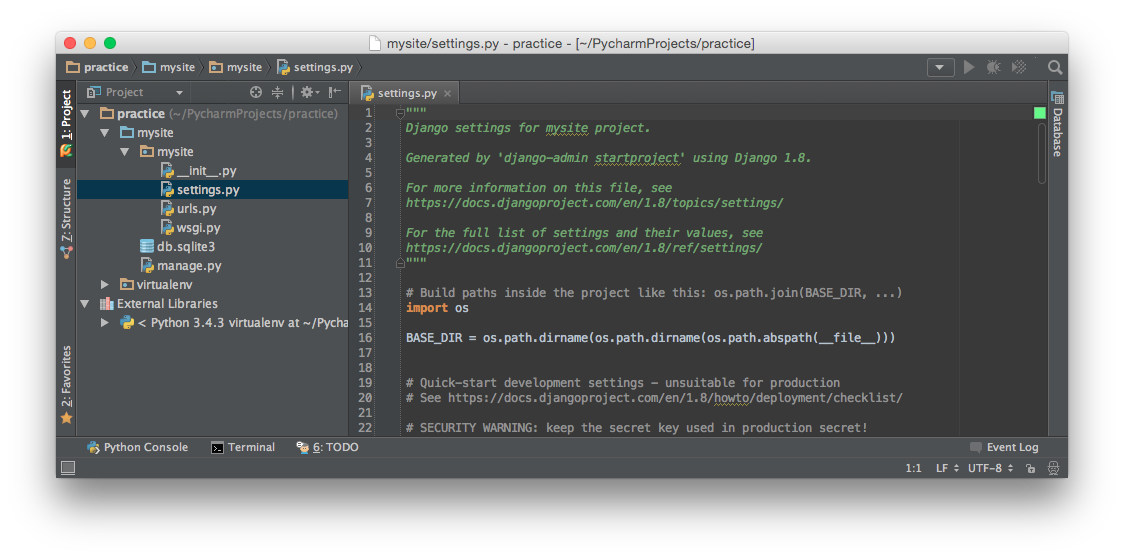 mysite/settings.py - practice - [~/PycharmProjects/practice]
practice mysite mysite settings.py
1: Project
Z: Structure
2: Favorites
Project
practice (~/PycharmProjects/practice)
mysite
mysite
__init__.py
settings.py
urls.py
wsgi.py
db.sqlite3
manage.py
virtualenv
External Libraries
< Python 3.4.3 virtualenv at ~/Pycha
settings.py
1 """
2 Django settings for mysite project.
3
4 Generated by 'django-admin startproject' using Django 1.8.
5
6 For more information on this file, see
7 https://docs.djangoproject.com/en/1.8/topics/settings/
8
9 For the full list of settings and their values, see
10 https://docs.djangoproject.com/en/1.8/ref/settings/
11 """
12
13 # Build paths inside the project like this: os.path.join(BASE_DIR, ...)
14 import os
15
16 BASE_DIR = os.path.dirname(os.path.dirname(os.path.abspath(__file__)))
17
18
19 # Quick-start development settings - unsuitable for production
20 # See https://docs.djangoproject.com/en/1.8/howto/deployment/checklist/
21
22 # SECURITY WARNING: keep the secret key used in production secret!
Database
Python Console Terminal 6: TODO Event Log
1:1 LF UTF-8